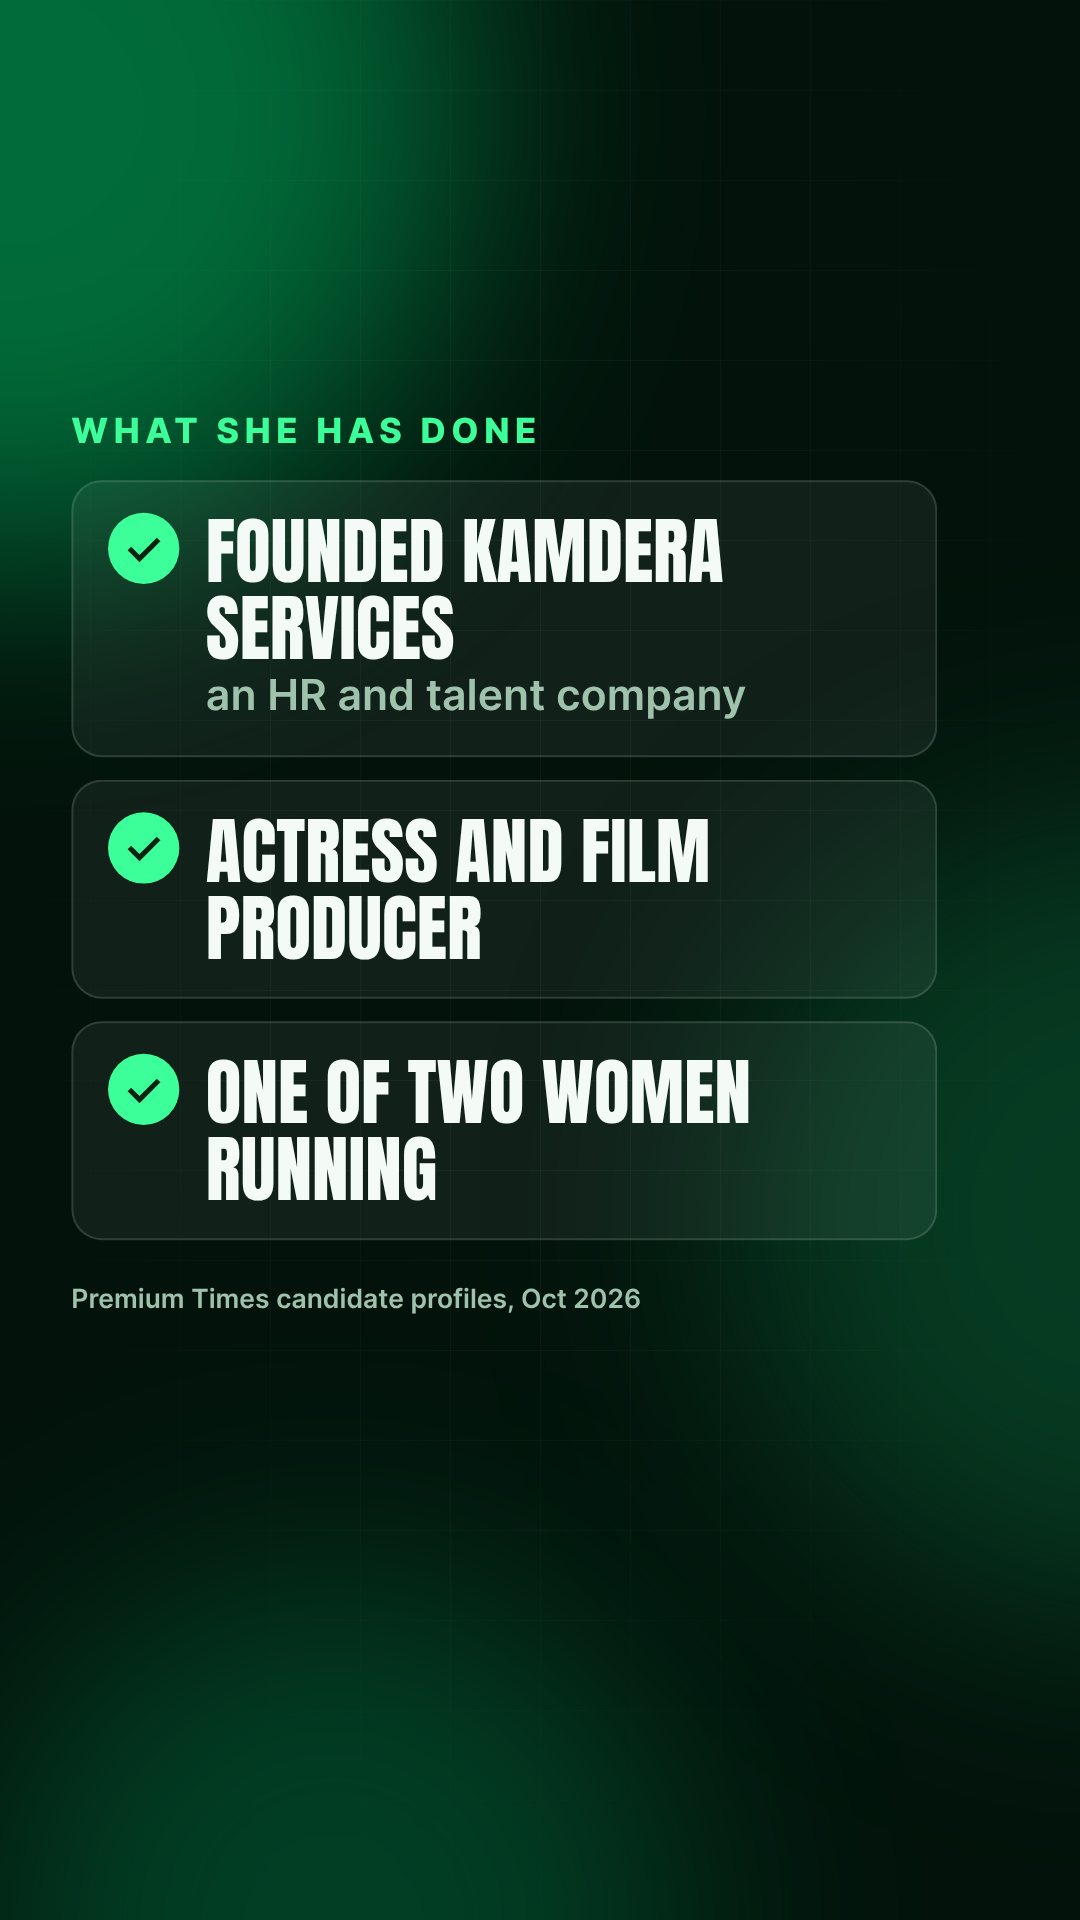 WHAT SHE HAS DONE
FOUNDED KAMDERA
SERVICES
an HR and talent company
ACTRESS AND FILM
PRODUCER
ONE OF TWO WOMEN
RUNNING
Premium Times candidate profiles, Oct 2026